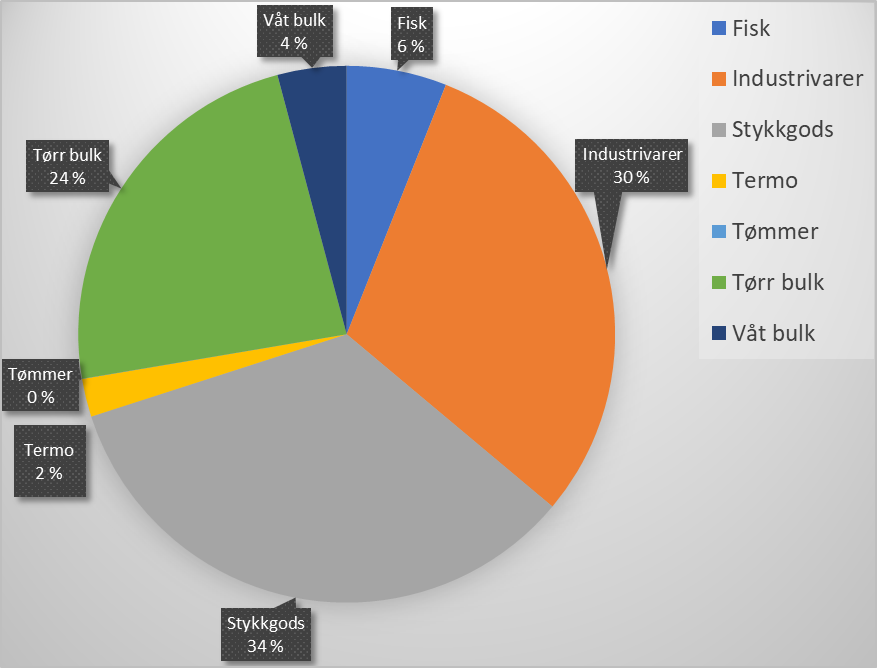 Våt bulk
4 %
Fisk
6 %
Tørr bulk
24 %
Industrivarer
30 %
Tømmer
0 %
Termo
2 %
Stykkgods
34 %
Fisk
Industrivarer
Stykkgods
Termo
Tømmer
Tørr bulk
Våt bulk